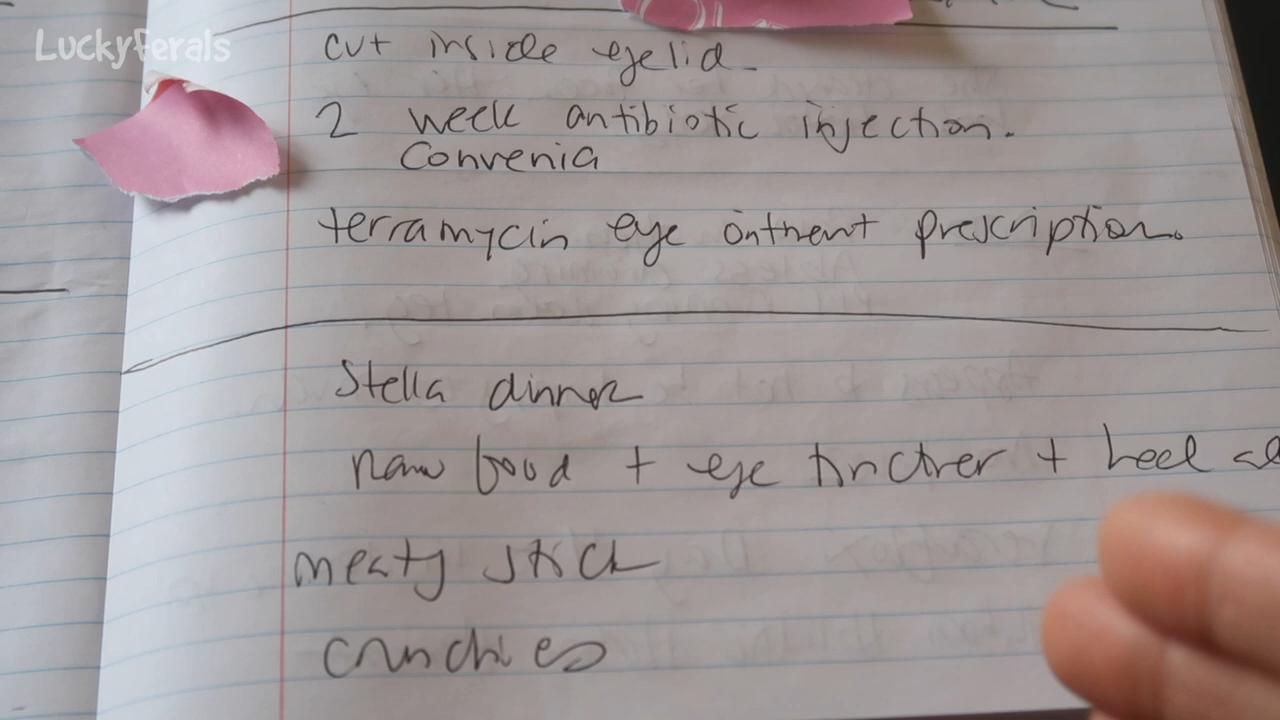 LuckyFerals
cut inside eyelid.
2 week antibiotic injection.
Convenia
terramycin eye ointment prescription.
Stella dinner
raw food + eye tincture + heel
meaty stick
crunchies